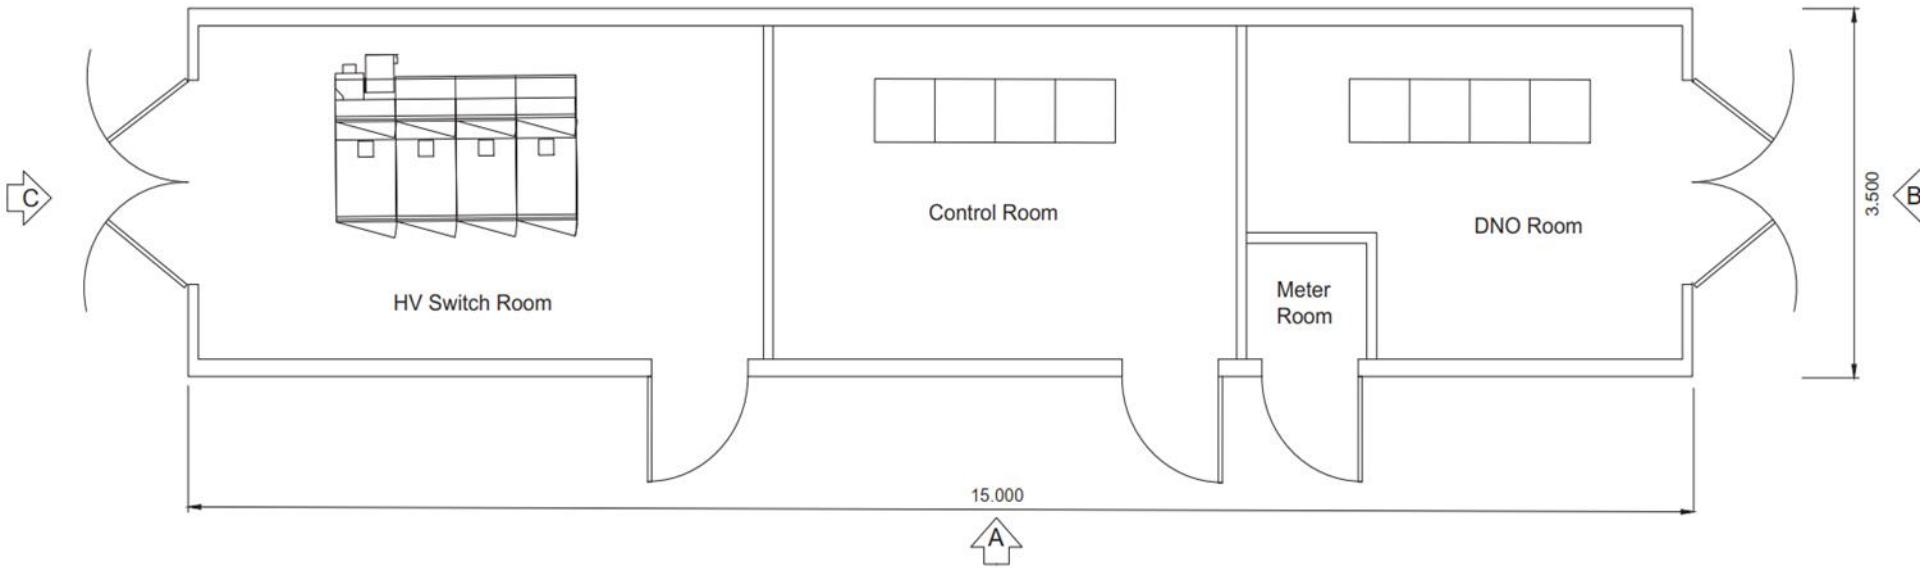 C
HV Switch Room
Control Room
DNO Room
Meter
Room
3.500
B
15.000
A